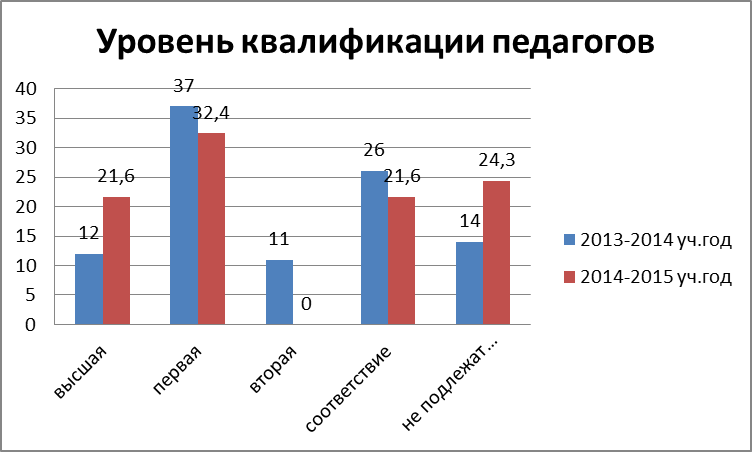 Уровень квалификации педагогов
40
35
30
25
20
15
10
5
0
12
21,6
37
32,4
11
0
26
21,6
14
24,3
высшая
первая
вторая
соответствие
не подлежат...
2013-2014 уч.год
2014-2015 уч.год